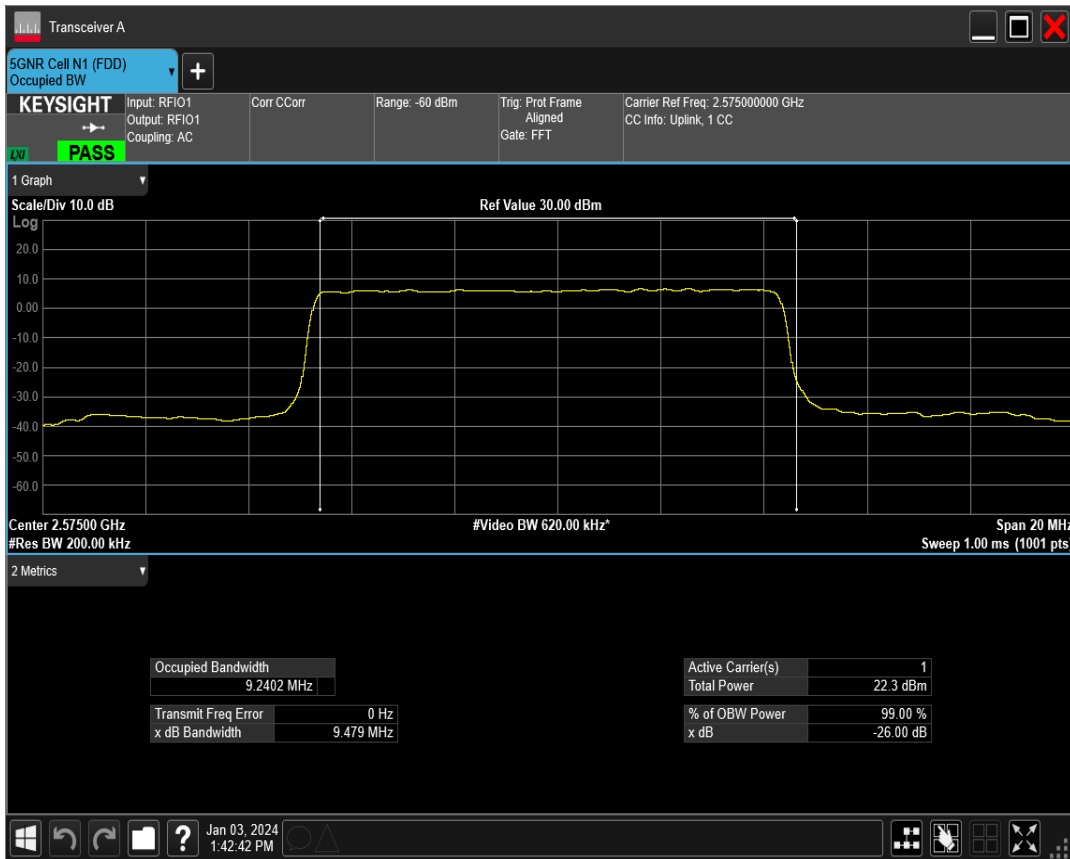 Transceiver A
5GNR Cell N1 (FDD)
Occupied BW
KEYSIGHT
LXI
PASS
Input: RFIO1
Output: RFIO1
Coupling: AC
Corr CCorr
Range: -60 dBm
Trig: Prot Frame
Aligned
Gate: FFT
Carrier Ref Freq: 2.575000000 GHz
CC Info: Uplink, 1 CC
1 Graph
Scale/Div 10.0 dB
Ref Value 30.00 dBm
Log
20.0
10.0
0.00
-10.0
-20.0
-30.0
-40.0
-50.0
-60.0
Center 2.57500 GHz
#Video BW 620.00 kHz*
Span 20 MHz
#Res BW 200.00 kHz
Sweep 1.00 ms (1001 pts)
2 Metrics
Occupied Bandwidth
9.2402 MHz
Transmit Freq Error 0 Hz
x dB Bandwidth 9.479 MHz
Active Carrier(s) 1
Total Power 22.3 dBm
% of OBW Power 99.00 %
x dB -26.00 dB
?
Jan 03, 2024
1:42:42 PM